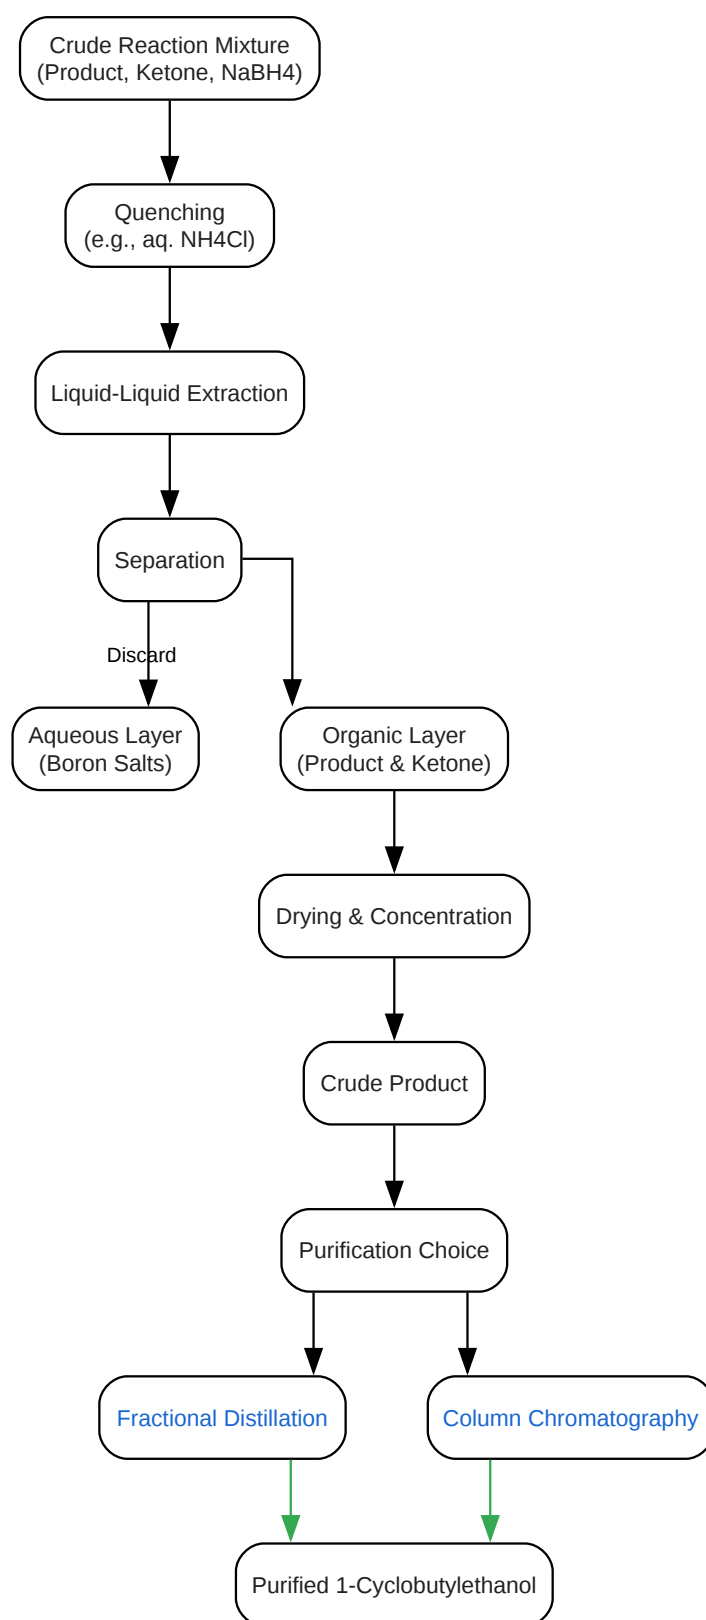 Crude Reaction Mixture
(Product, Ketone, NaBH4)
Quenching
(e.g., aq. NH4Cl)
Liquid-Liquid Extraction
Separation
Discard
Aqueous Layer
(Boron Salts)
Organic Layer
(Product & Ketone)
Drying & Concentration
Crude Product
Purification Choice
Fractional Distillation
Column Chromatography
Purified 1-Cyclobutylethanol